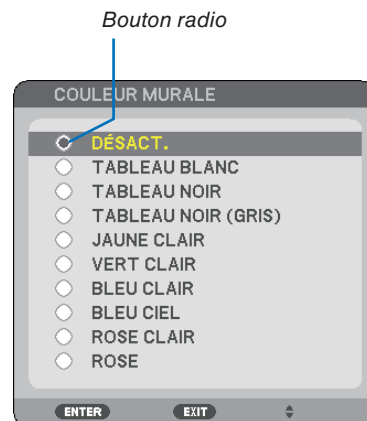 Bouton radio
COULEUR MURALE
DÉSACT.
TABLEAU BLANC
TABLEAU NOIR
TABLEAU NOIR (GRIS)
JAUNE CLAIR
VERT CLAIR
BLEU CLAIR
BLEU CIEL
ROSE CLAIR
ROSE
ENTER EXIT